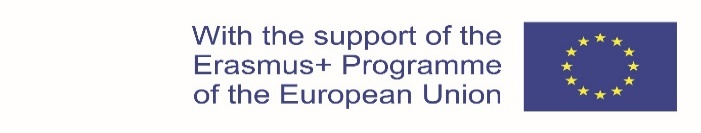 With the support of the
Erasmus+ Programme
of the European Union